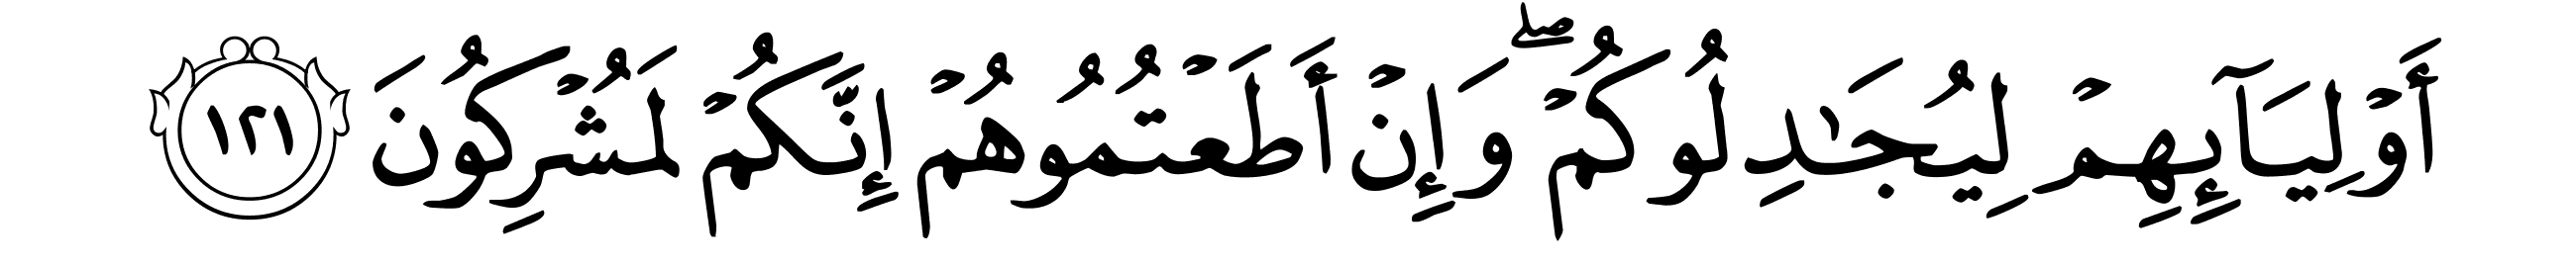 أَوۡلِيَآئِهِمۡ لِيُجَٰدِلُوكُمۡۖ وَإِنۡ أَطَعۡتُمُوهُمۡ إِنَّكُمۡ لَمُشۡرِكُونَ ١٢١